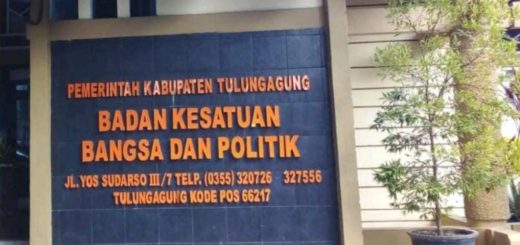 PEMERINTAH KABUPATEN TULUNGAGUNG
BADAN KESATUAN
BANGSA DAN POLITIK
JL. YOS SUDARSO III/7 TELP. (0355) 320726 327556
TULUNGAGUNG KODE POS 66217